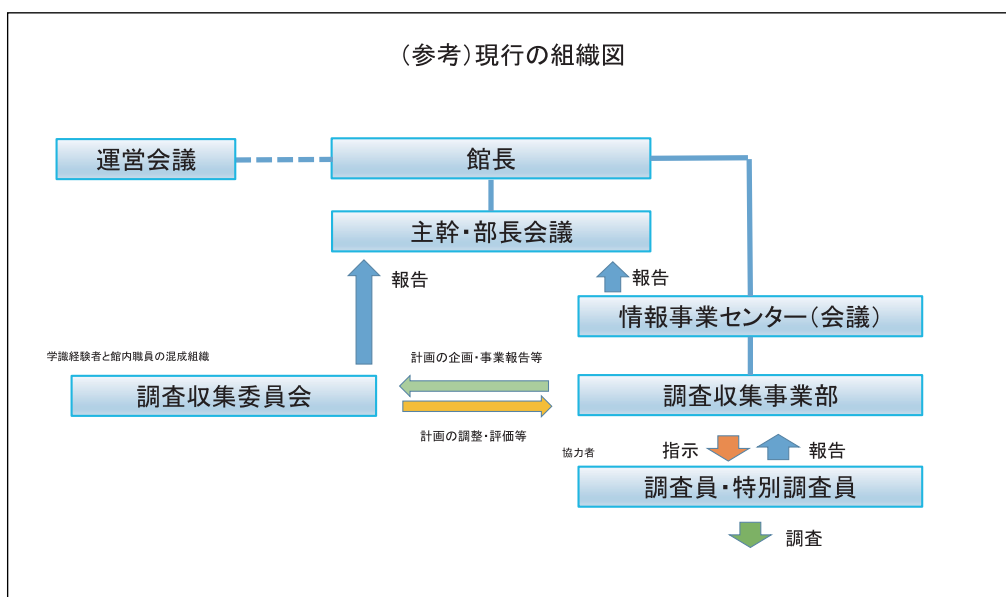 （参考）現行の組織図
運営会議
館長
主幹・部長会議
報告
報告
情報事業センター（会議）
学識経験者と館内職員の混成組織
計画の企画・事業報告等
調査収集委員会
調査収集事業部
計画の調整・評価等
協力者
指示
報告
調査員・特別調査員
調査